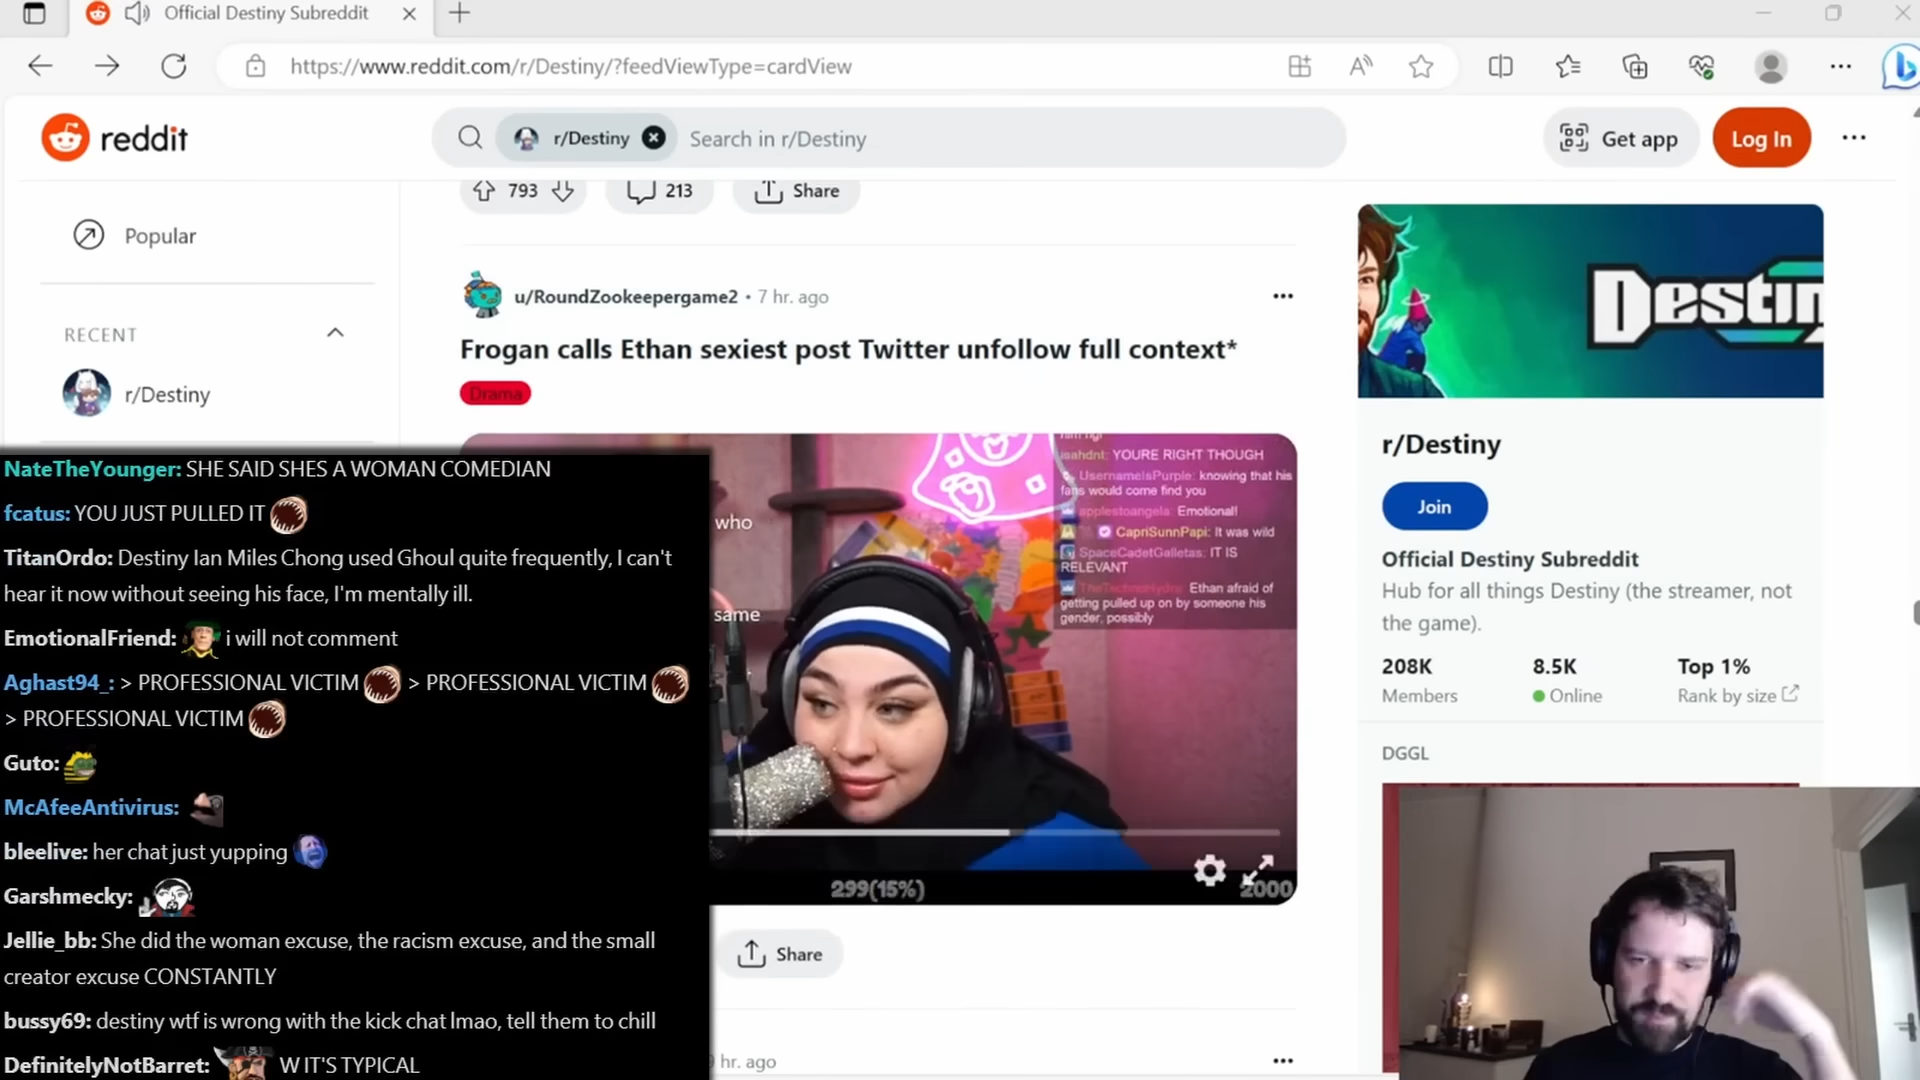 Official Destiny Subreddit
https://www.reddit.com/r/Destiny/?feedViewType=cardView
reddit
r/Destiny
Search in r/Destiny
Get app
Log In
793
213
Share
Popular
RECENT
r/Destiny
u/RoundZookeepergame2 • 7 hr. ago
Frogan calls Ethan sexiest post Twitter unfollow full context*
Drama
who
same
isahdnt: YOURE RIGHT THOUGH
UsernameIsPurple: knowing that his
fans would come find you
applestoangela: Emotional!
CapriSunnPapi: It was wild
SpaceCadetGalletas: IT IS
RELEVANT
Ethan afraid of
getting pulled up on by someone his
gender, possibly
299(15%)
2000
Share
hr. ago
NateTheYounger: SHE SAID SHES A WOMAN COMEDIAN
fcatus: YOU JUST PULLED IT
TitanOrdo: Destiny Ian Miles Chong used Ghoul quite frequently, I can't
hear it now without seeing his face, I'm mentally ill.
EmotionalFriend: i will not comment
Aghast94_: > PROFESSIONAL VICTIM > PROFESSIONAL VICTIM
> PROFESSIONAL VICTIM
Guto:
McAfeeAntivirus:
bleelive: her chat just yupping
Garshmecky:
Jellie_bb: She did the woman excuse, the racism excuse, and the small
creator excuse CONSTANTLY
bussy69: destiny wtf is wrong with the kick chat lmao, tell them to chill
DefinitelyNotBarret: W IT'S TYPICAL
Destin
r/Destiny
Join
Official Destiny Subreddit
Hub for all things Destiny (the streamer, not
the game).
208K
8.5K
Top 1%
Members
Online
Rank by size
DGGL